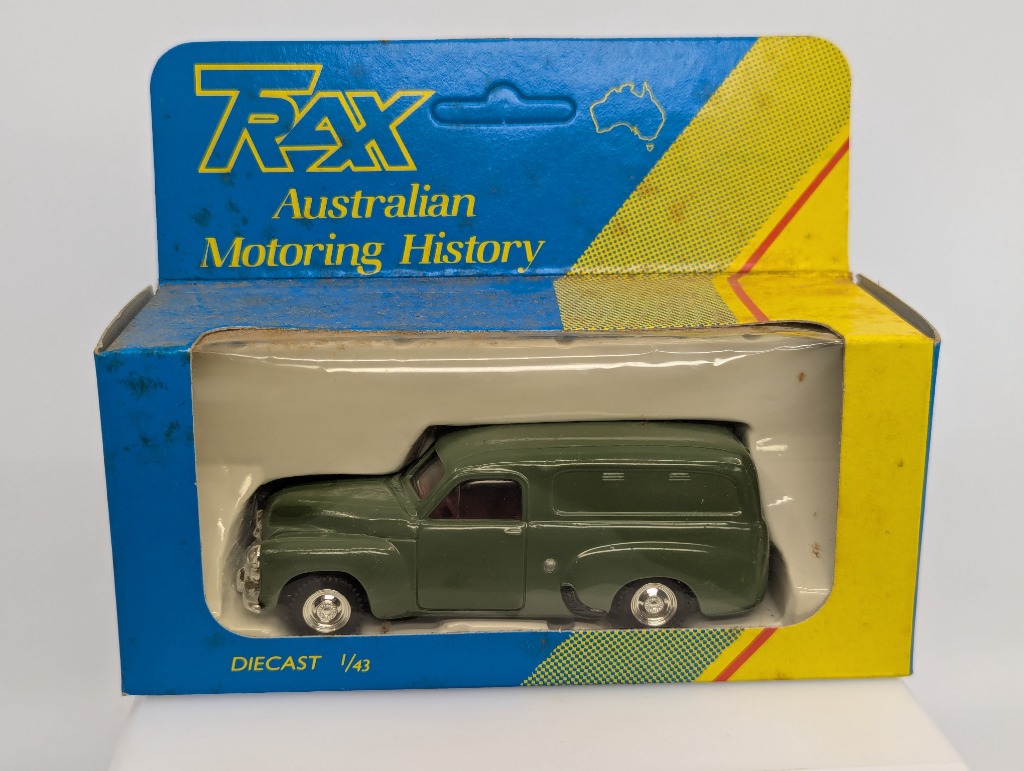 TRAX
Australian
Motoring History
DIECAST 1/43